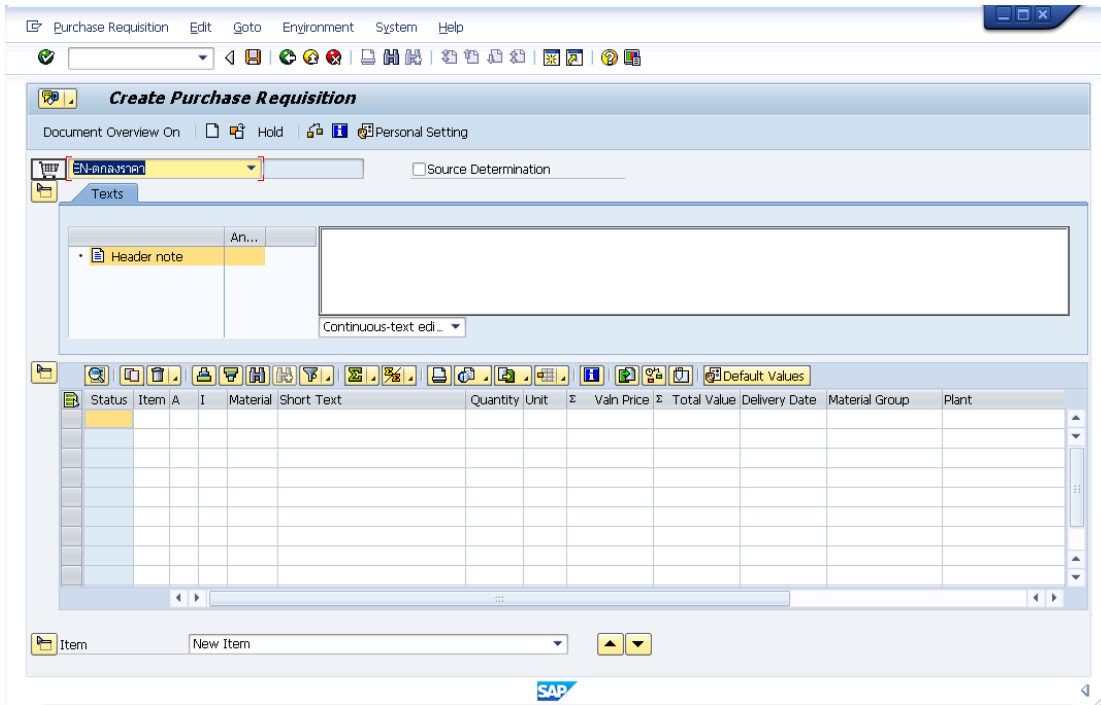 Purchase Requisition Edit Goto Environment System Help
Create Purchase Requisition
Document Overview On Hold Personal Setting
EN-ตกลงราคา Source Determination
Texts
An...
Header note
Continuous-text edi...
Default Values
Status Item A I Material Short Text Quantity Unit Σ Valn Price Σ Total Value Delivery Date Material Group Plant
Item New Item
SAP